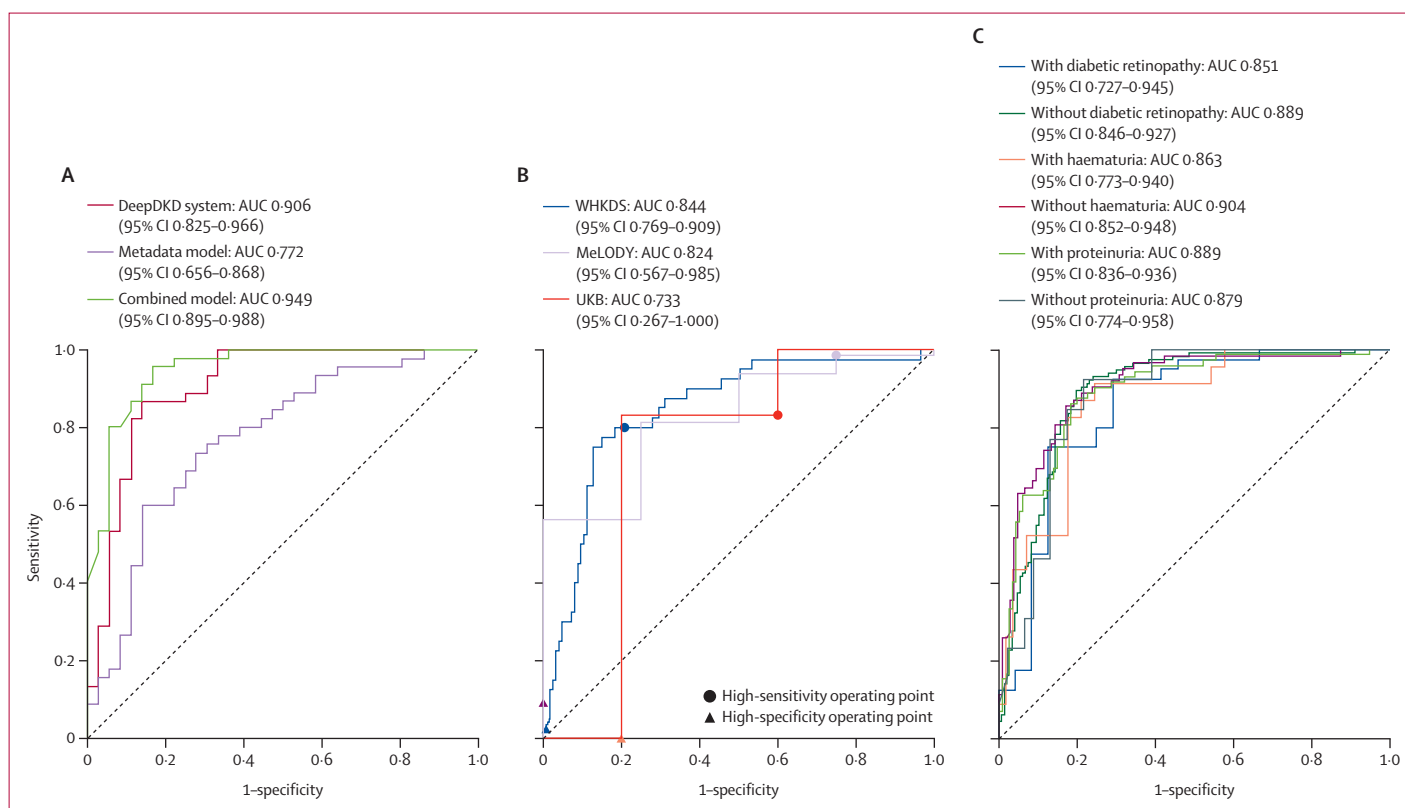 A
DeepDKD system: AUC 0·906
(95% CI 0·825–0·966)
Metadata model: AUC 0·772
(95% CI 0·656–0·868)
Combined model: AUC 0·949
(95% CI 0·895–0·988)
1·0
0·8
0·6
0·4
0·2
0
Sensitivity
0
0·2
0·4
0·6
0·8
1·0
1–specificity
B
WHKDS: AUC 0·844
(95% CI 0·769–0·909)
MeLODY: AUC 0·824
(95% CI 0·567–0·985)
UKB: AUC 0·733
(95% CI 0·267–1·000)
High-sensitivity operating point
High-specificity operating point
0
0·2
0·4
0·6
0·8
1·0
1–specificity
C
With diabetic retinopathy: AUC 0·851
(95% CI 0·727–0·945)
Without diabetic retinopathy: AUC 0·889
(95% CI 0·846–0·927)
With haematuria: AUC 0·863
(95% CI 0·773–0·940)
Without haematuria: AUC 0·904
(95% CI 0·852–0·948)
With proteinuria: AUC 0·889
(95% CI 0·836–0·936)
Without proteinuria: AUC 0·879
(95% CI 0·774–0·958)
0
0·2
0·4
0·6
0·8
1·0
1–specificity